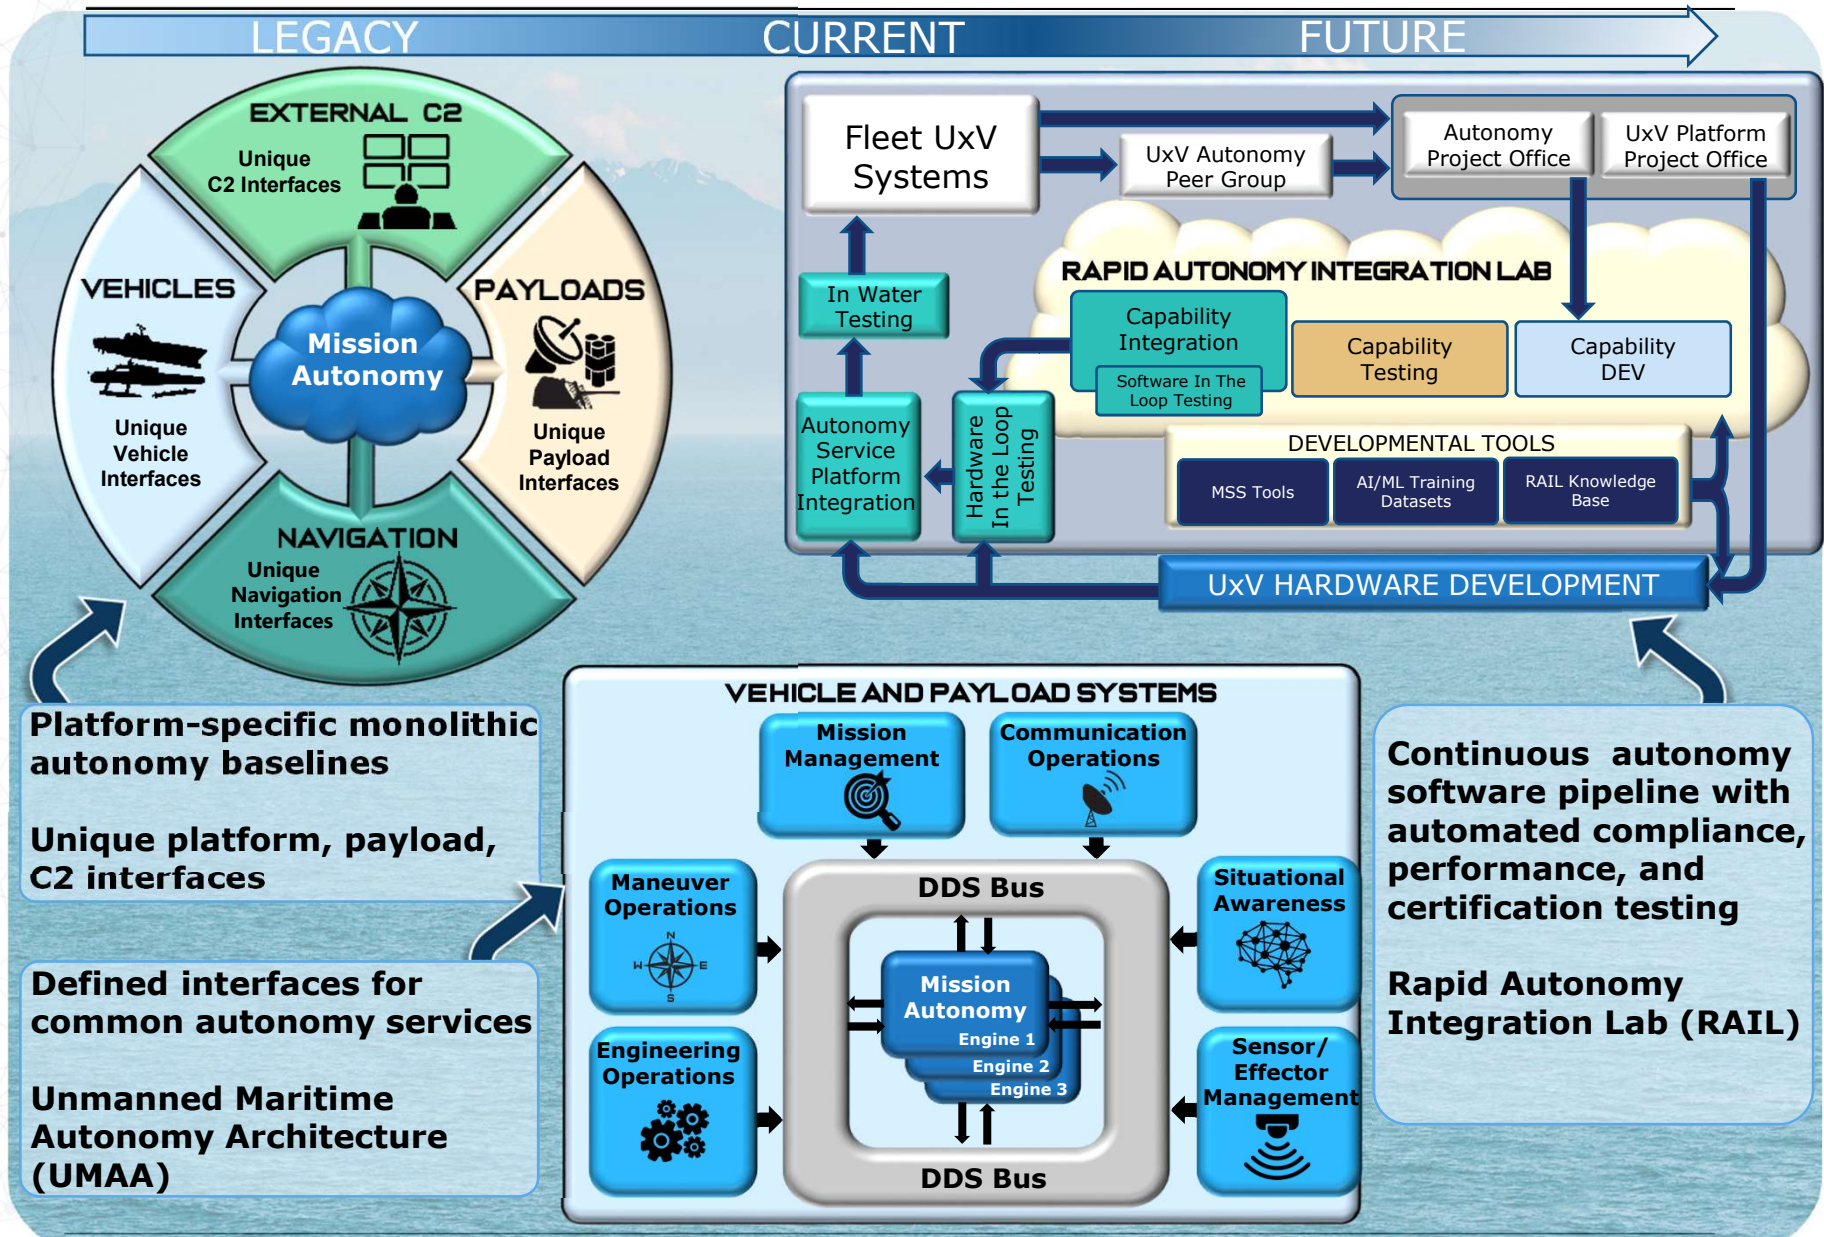 LEGACY
CURRENT
FUTURE
EXTERNAL C2
Unique
C2 Interfaces
VEHICLES
Unique
Vehicle
Interfaces
Mission
Autonomy
PAYLOADS
Unique
Payload
Interfaces
NAVIGATION
Unique
Navigation
Interfaces
Fleet UxV
Systems
UxV Autonomy
Peer Group
Autonomy
Project Office
UxV Platform
Project Office
RAPID AUTONOMY INTEGRATION LAB
In Water
Testing
Capability
Integration
Software In The
Loop Testing
Capability
Testing
Capability
DEV
Autonomy
Service
Platform
Integration
Hardware
In the Loop
Testing
DEVELOPMENTAL TOOLS
MSS Tools
AI/ML Training
Datasets
RAIL Knowledge
Base
UxV HARDWARE DEVELOPMENT
Platform-specific monolithic
autonomy baselines
Unique platform, payload,
C2 interfaces
Defined interfaces for
common autonomy services
Unmanned Maritime
Autonomy Architecture
(UMAA)
VEHICLE AND PAYLOAD SYSTEMS
Mission
Management
Communication
Operations
Maneuver
Operations
N
W
E
S
Engineering
Operations
DDS Bus
Mission
Autonomy
Engine 1
Engine 2
Engine 3
DDS Bus
Situational
Awareness
Sensor/
Effector
Management
Continuous autonomy
software pipeline with
automated compliance,
performance, and
certification testing
Rapid Autonomy
Integration Lab (RAIL)